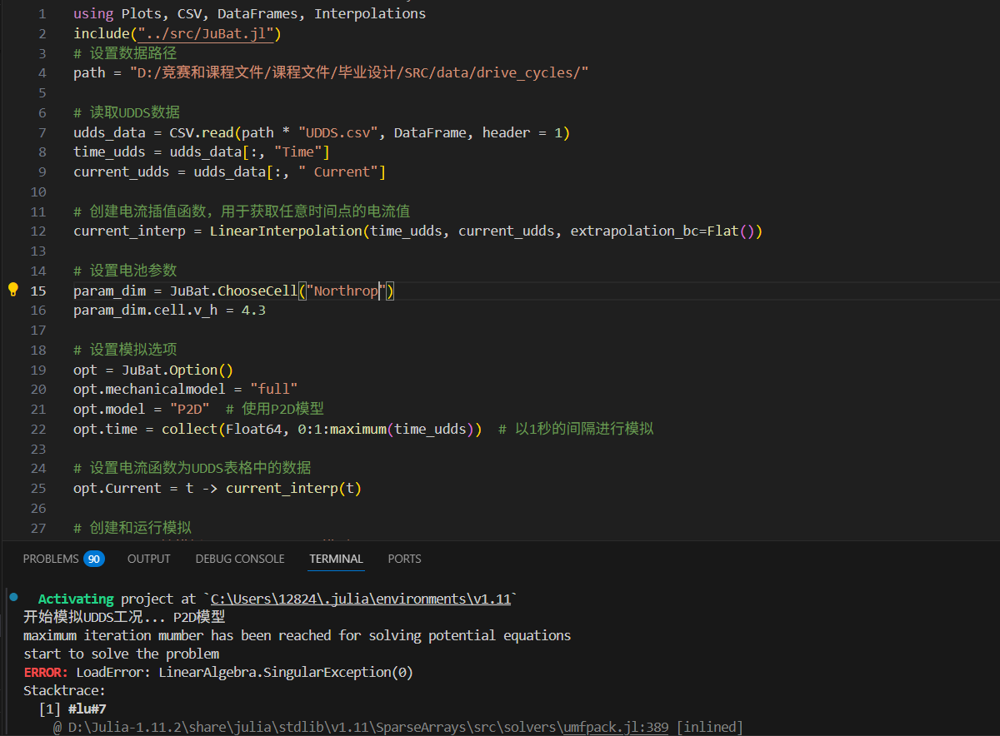 1 using Plots, CSV, DataFrames, Interpolations
2 include("../src/JuBat.jl")
3 # 设置数据路径
4 path = "D:/竞赛和课程文件/课程文件/毕业设计/SRC/data/drive_cycles/"
5
6 # 读取UDDS数据
7 udds_data = CSV.read(path * "UDDS.csv", DataFrame, header = 1)
8 time_udds = udds_data[:, "Time"]
9 current_udds = udds_data[:, " Current"]
10
11 # 创建电流插值函数，用于获取任意时间点的电流值
12 current_interp = LinearInterpolation(time_udds, current_udds, extrapolation_bc=Flat())
13
14 # 设置电池参数
15 param_dim = JuBat.ChooseCell("Northrop")
16 param_dim.cell.v_h = 4.3
17
18 # 设置模拟选项
19 opt = JuBat.Option()
20 opt.mechanicalmodel = "full"
21 opt.model = "P2D"  # 使用P2D模型
22 opt.time = collect(Float64, 0:1:maximum(time_udds))  # 以1秒的间隔进行模拟
23
24 # 设置电流函数为UDDS表格中的数据
25 opt.Current = t -> current_interp(t)
26
27 # 创建和运行模拟
PROBLEMS 90 OUTPUT DEBUG CONSOLE TERMINAL PORTS
Activating project at `C:\Users\12824\.julia\environments\v1.11`
开始模拟UDDS工况... P2D模型
maximum iteration mumber has been reached for solving potential equations
start to solve the problem
ERROR: LoadError: LinearAlgebra.SingularException(0)
Stacktrace:
[1] #lu#7
@ D:\Julia-1.11.2\share\julia\stdlib\v1.11\SparseArrays\src\solvers\umfpack.jl:389 [inlined]